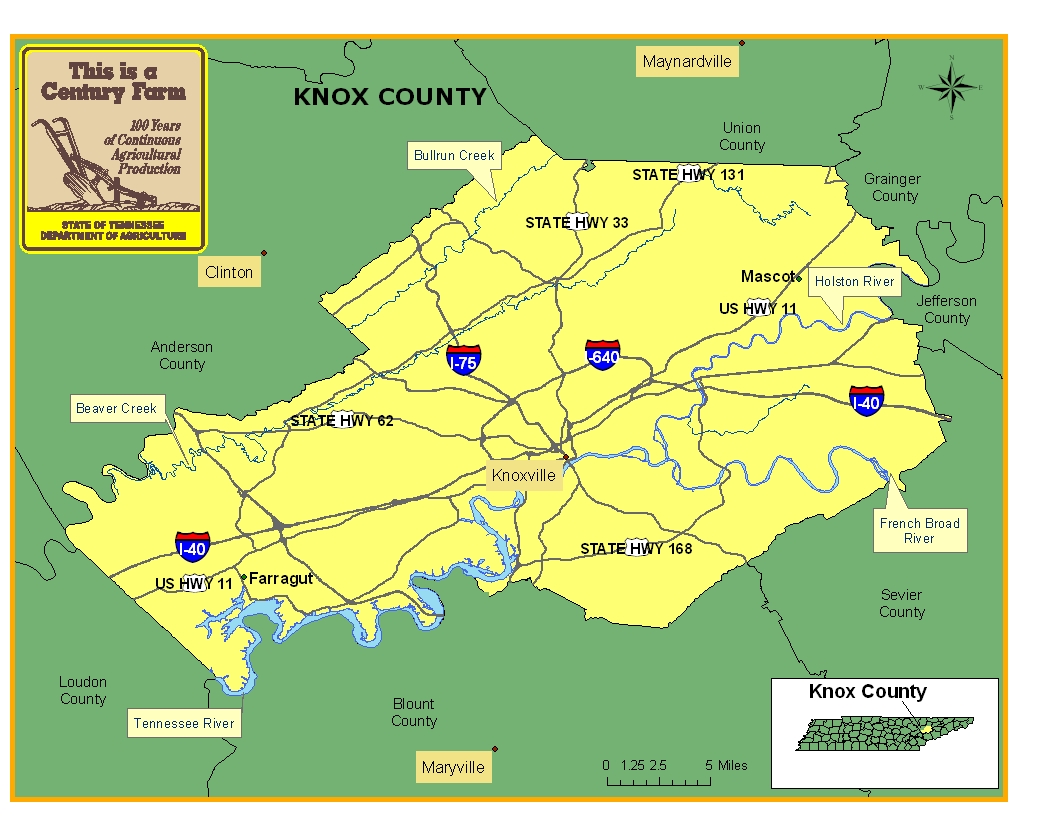 This is a
Century Farm
100 Years
of Continuous
Agricultural
Production
STATE OF TENNESSEE
DEPARTMENT OF AGRICULTURE
KNOX COUNTY
Maynardville
N
W E
S
Union
County
Bullrun Creek
STATE HWY 131
Grainger
County
STATE HWY 33
Clinton
Mascot
Holston River
US HWY 11
Jefferson
County
Anderson
County
I-75
I-640
I-40
Beaver Creek
STATE HWY 62
Knoxville
French Broad
River
I-40
STATE HWY 168
US HWY 11
Farragut
Sevier
County
Loudon
County
Blount
County
Tennessee River
Knox County
Maryville
0 1.25 2.5 5 Miles